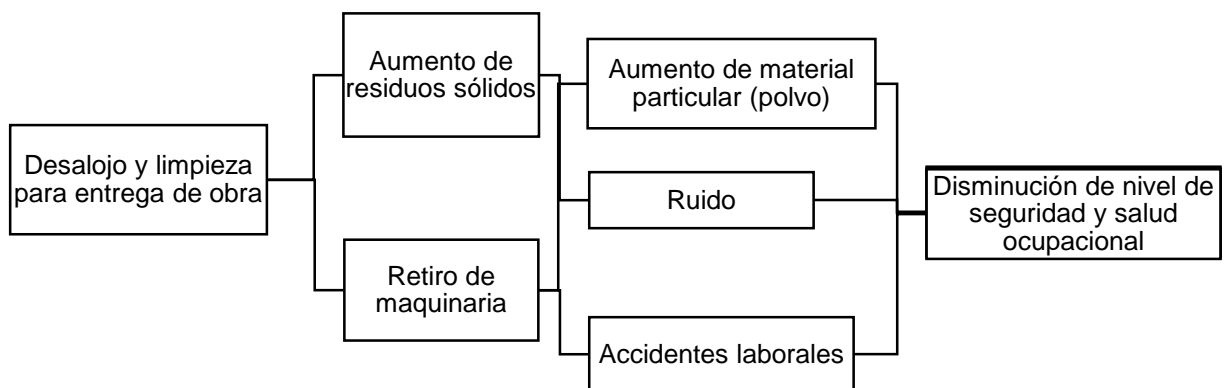 Desalojo y limpieza
para entrega de obra
Aumento de
residuos sólidos
Retiro de
maquinaria
Aumento de material
particular (polvo)
Ruido
Accidentes laborales
Disminución de nivel de
seguridad y salud
ocupacional